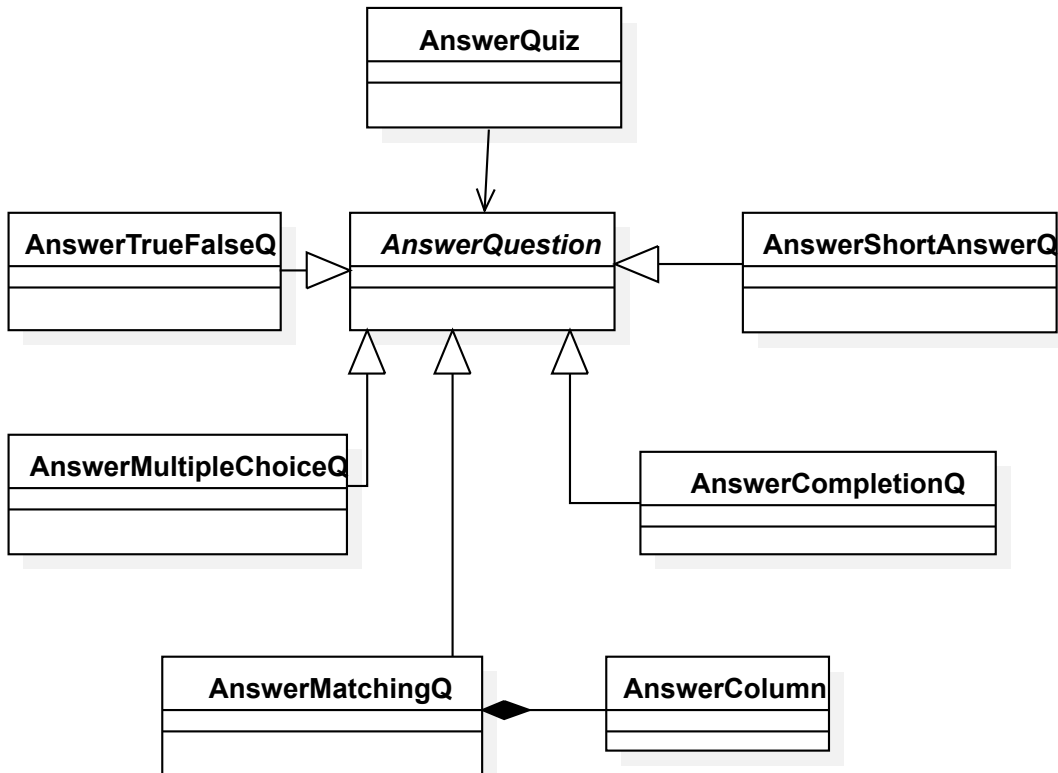 AnswerQuiz
AnswerTrueFalseQ
AnswerQuestion
AnswerShortAnswerQ
AnswerMultipleChoiceQ
AnswerCompletionQ
AnswerMatchingQ
AnswerColumn